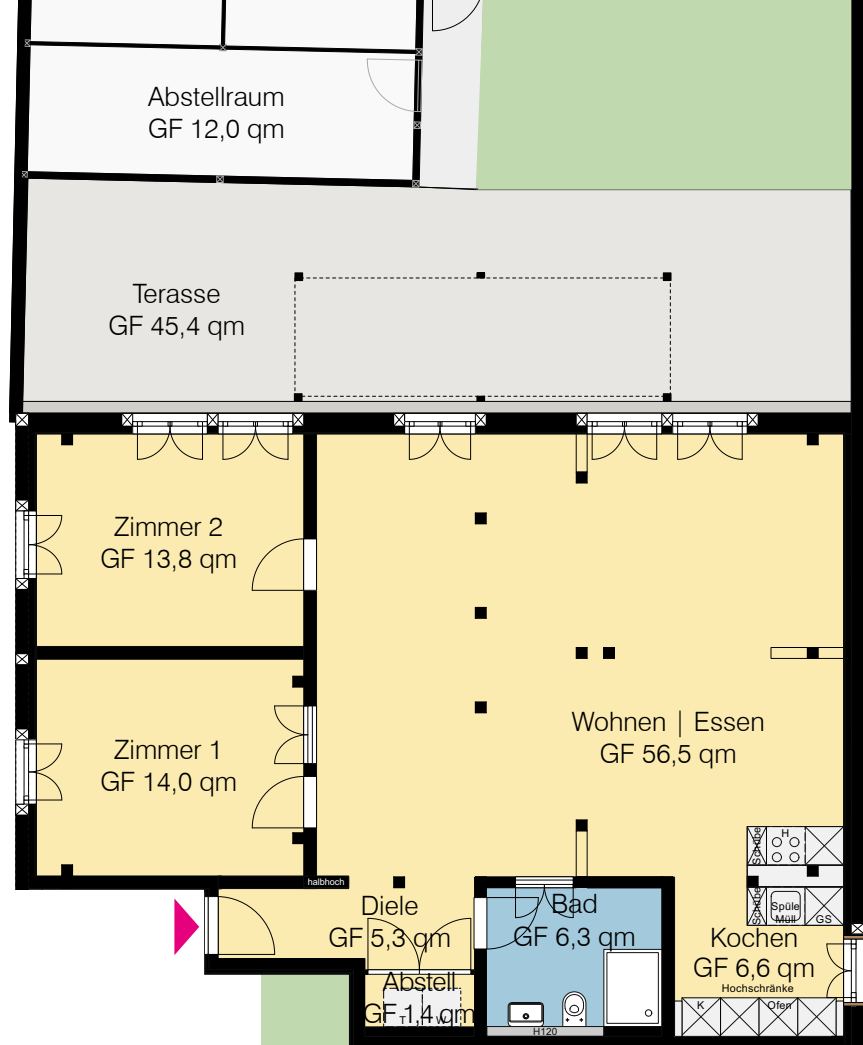 Abstellraum
GF 12,0 qm
Terasse
GF 45,4 qm
Zimmer 2
GF 13,8 qm
Wohnen | Essen
GF 56,5 qm
Zimmer 1
GF 14,0 qm
Schübe
H
halbhoch
Diele
GF 5,3 qm
Bad
GF 6,3 qm
Schübe
Spüle
Müll
GS
Kochen
GF 6,6 qm
Hochschränke
K
Ofen
Abstell
GF 1,4 qm
T
W
H120